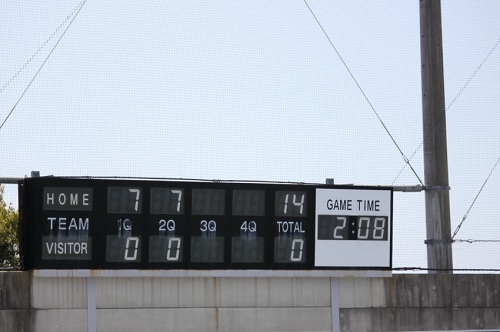 HOME 7 7 14 GAME TIME
TEAM 1Q 2Q 3Q 4Q TOTAL 2:08
VISITOR 0 0 0